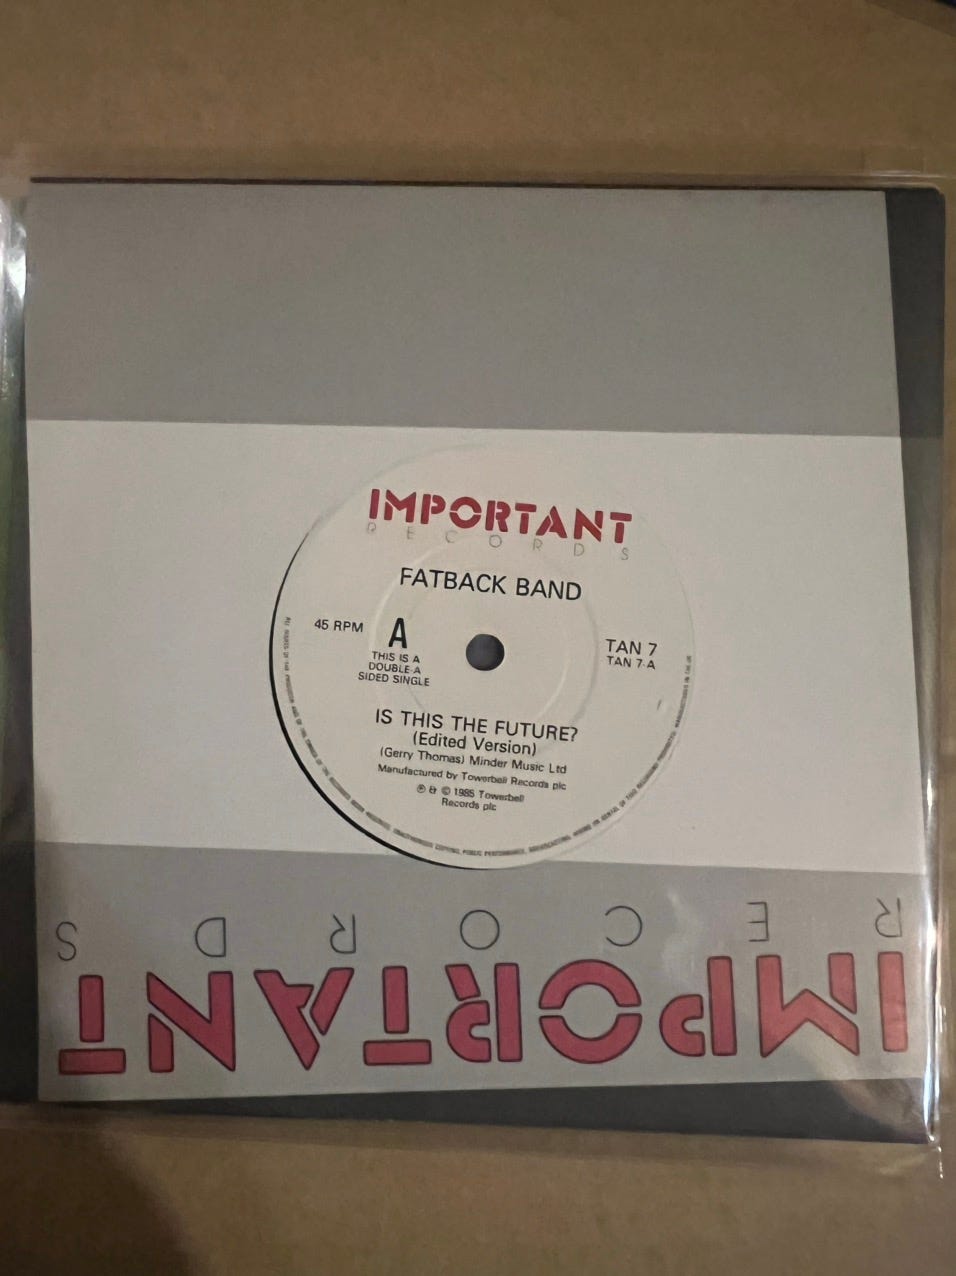 IMPORTANT
RECORDS
FATBACK BAND
45 RPM
A
THIS IS A
DOUBLE-A
SIDED SINGLE
TAN 7
TAN 7-A
IS THIS THE FUTURE?
(Edited Version)
(Gerry Thomas) Minder Music Ltd
Manufactured by Towerbell Records plc
℗ & © 1985 Towerbell
Records plc
RECORDS
IMPORTANT